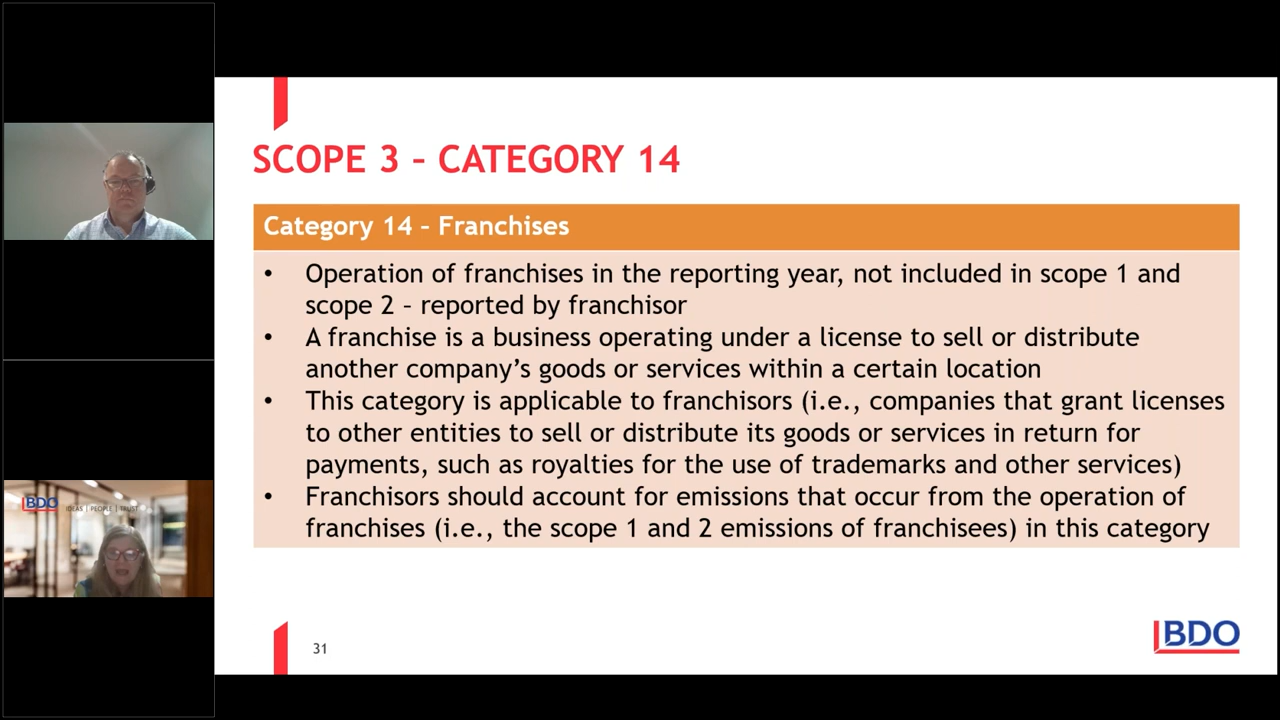 BDO
IDEAS | PEOPLE | TRUST
SCOPE 3 – CATEGORY 14
Category 14 – Franchises
• Operation of franchises in the reporting year, not included in scope 1 and
scope 2 – reported by franchisor
• A franchise is a business operating under a license to sell or distribute
another company’s goods or services within a certain location
• This category is applicable to franchisors (i.e., companies that grant licenses
to other entities to sell or distribute its goods or services in return for
payments, such as royalties for the use of trademarks and other services)
• Franchisors should account for emissions that occur from the operation of
franchises (i.e., the scope 1 and 2 emissions of franchisees) in this category
31
BDO